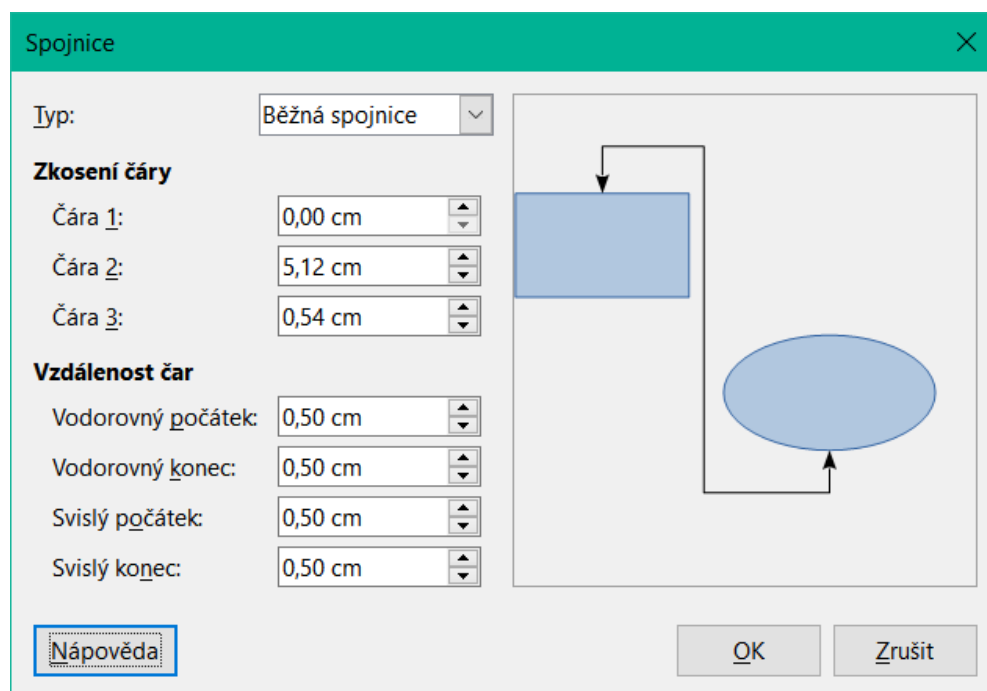 Spojnice
Typ: Běžná spojnice
Zkosení čáry
Čára 1: 0,00 cm
Čára 2: 5,12 cm
Čára 3: 0,54 cm
Vzdálenost čar
Vodorovný počátek: 0,50 cm
Vodorovný konec: 0,50 cm
Svislý počátek: 0,50 cm
Svislý konec: 0,50 cm
Nápověda OK Zrušit